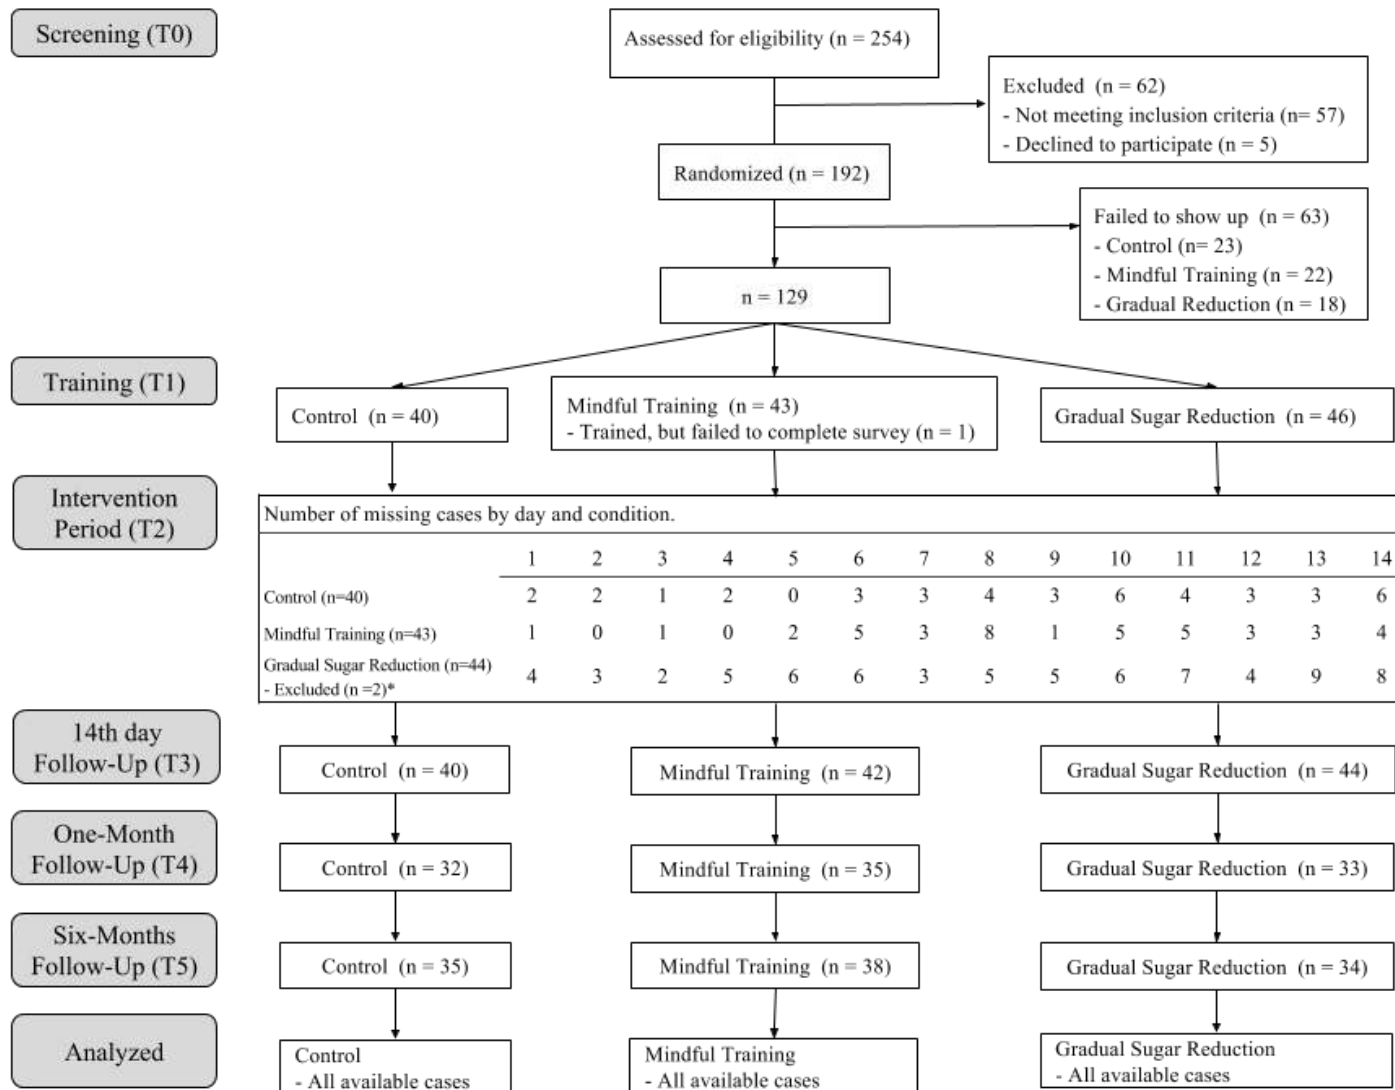 Screening (T0)
Assessed for eligibility (n = 254)
Excluded (n = 62)
- Not meeting inclusion criteria (n= 57)
- Declined to participate (n = 5)
Randomized (n = 192)
Failed to show up (n = 63)
- Control (n= 23)
- Mindful Training (n = 22)
- Gradual Reduction (n = 18)
n = 129
Training (T1)
Control (n = 40)
Mindful Training (n = 43)
- Trained, but failed to complete survey (n = 1)
Gradual Sugar Reduction (n = 46)
Intervention
Period (T2)
Number of missing cases by day and condition.
1 2 3 4 5 6 7 8 9 10 11 12 13 14
Control (n=40) 2 2 1 2 0 3 3 4 3 6 4 3 3 6
Mindful Training (n=43) 1 0 1 0 2 5 3 8 1 5 5 3 3 4
Gradual Sugar Reduction (n=44)
- Excluded (n =2)* 4 3 2 5 6 6 3 5 5 6 7 4 9 8
14th day
Follow-Up (T3)
Control (n = 40)
Mindful Training (n = 42)
Gradual Sugar Reduction (n = 44)
One-Month
Follow-Up (T4)
Control (n = 32)
Mindful Training (n = 35)
Gradual Sugar Reduction (n = 33)
Six-Months
Follow-Up (T5)
Control (n = 35)
Mindful Training (n = 38)
Gradual Sugar Reduction (n = 34)
Analyzed
Control
- All available cases
Mindful Training
- All available cases
Gradual Sugar Reduction
- All available cases